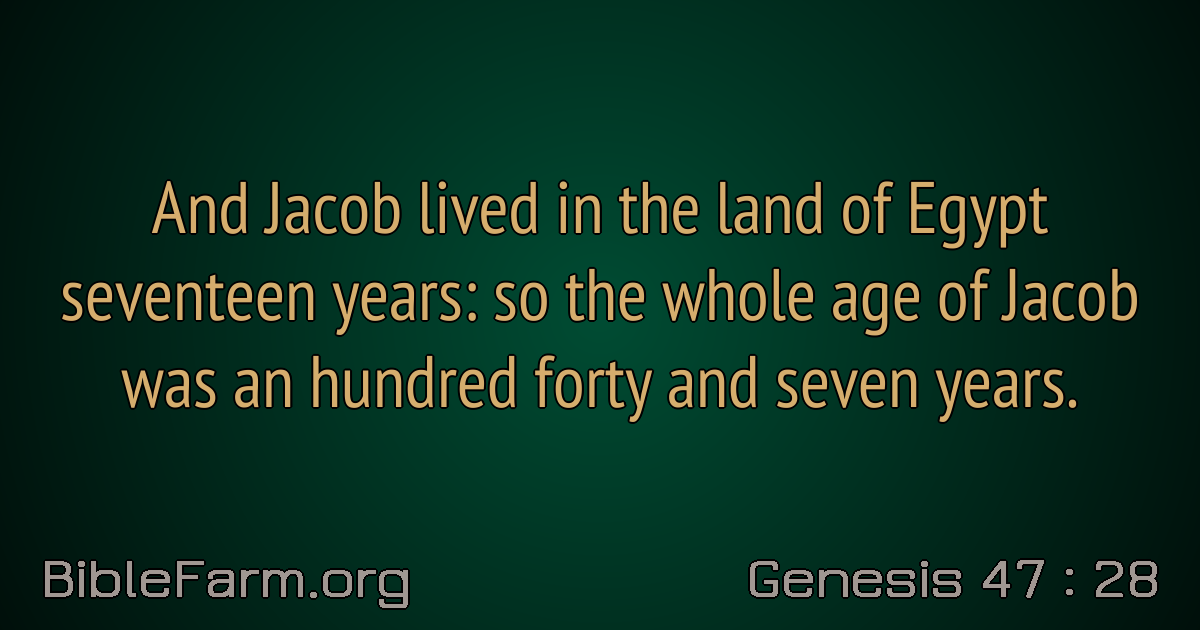 And Jacob lived in the land of Egypt
seventeen years: so the whole age of Jacob
was an hundred forty and seven years.
BibleFarm.org
Genesis 47 : 28